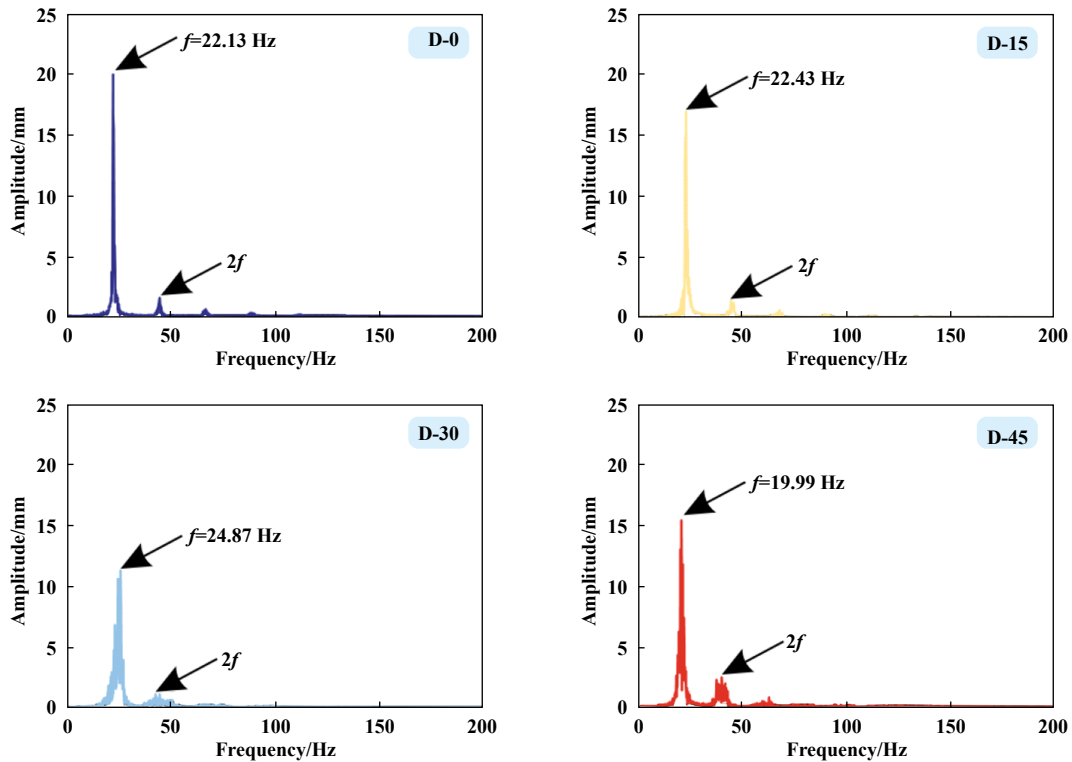 25
20
15
10
5
0
Amplitude/mm
f=22.13 Hz
D-0
2f
0
50
100
150
200
Frequency/Hz
25
20
15
10
5
0
Amplitude/mm
f=22.43 Hz
D-15
2f
0
50
100
150
200
Frequency/Hz
25
20
15
10
5
0
Amplitude/mm
f=24.87 Hz
D-30
2f
0
50
100
150
200
Frequency/Hz
25
20
15
10
5
0
Amplitude/mm
f=19.99 Hz
D-45
2f
0
50
100
150
200
Frequency/Hz